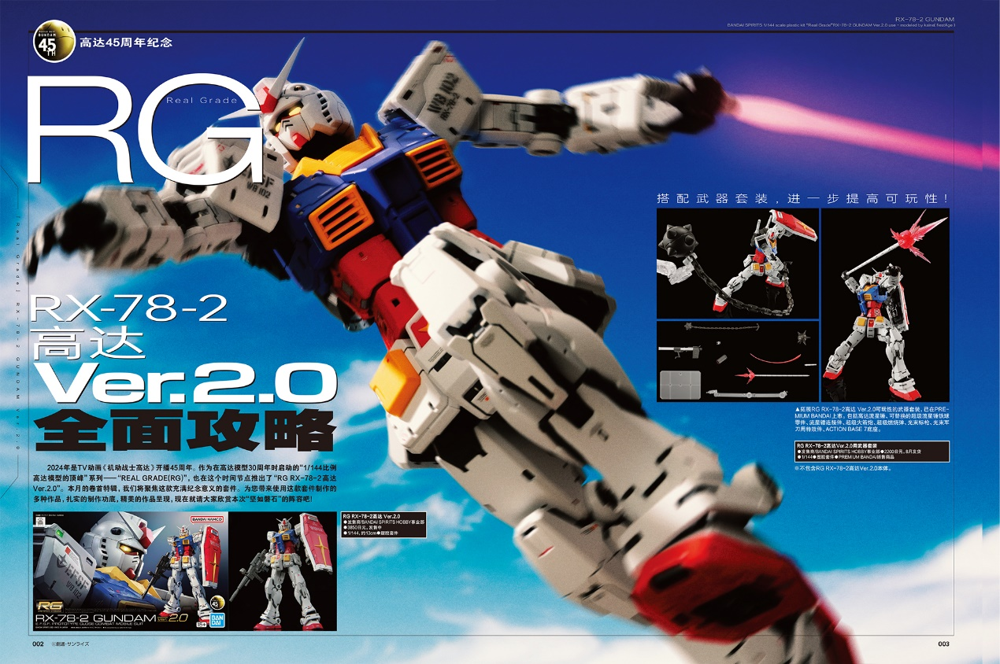 RX-78-2 GUNDAM
BANDAI SPIRITS 1/144 scale plastic kit "Real Grade"RX-78-2 GUNDAM Ver.2.0 use・modeled by
GUNDAM
45TH
高达45周年纪念
RG
Real Grade
WB 102
RX-78-2
EFSF
WB 102
搭配武器套装,进一步提高可玩性!
RX-78-2
高达
Ver.2.0
全面攻略
2024年是TV动画《机动战士高达》开播45周年。作为在高达模型30周年时启动的“1/144比例
高达模型的顶峰”系列——“REAL GRADE(RG)”,也在这个时间节点推出了“RG RX-78-2高达
Ver.2.0”。本月的卷首特辑,我们将聚焦这款充满纪念意义的套件。为您带来使用这款套件制作的
多种作品,扎实的制作功底,精美的作品呈现,现在就请大家欣赏本次“坚如磐石”的阵容吧!
▲拓展RG RX-78-2高达 Ver.2.0可玩性的武器套装,已在PRE-
MIUM BANDAI上市。包括高达流星锤、可替换的超级流星锤铁球
零件、流星锤连接件、超级火箭炮、超级燃烧弹、光束标枪、光束军
刀用特效件、ACTION BASE 7底座。
RG RX-78-2高达Ver.2.0用武器套装
●发售商/BANDAI SPIRITS HOBBY事业部●2200日元,8月发货
●1/144●塑胶套件●PREMIUM BANDAI销售商品
※不包含RG RX-78-2高达Ver.2.0本体。
RG RX-78-2高达 Ver.2.0
●发售商/BANDAI SPIRITS HOBBY事业部
●3850日元,发售中
●1/144,约13cm●塑胶套件
BANDAI NAMCO
EFSF
WB 102
RG
RX-78-2 GUNDAM Ver.2.0
E.F.S.F. PROTOTYPE CLOSE COMBAT MOBILE SUIT
45
15+
BANDAI
[Real Grade] RX-78-2 GUNDAM Ver.2.0
002
©創通・サンライズ
003